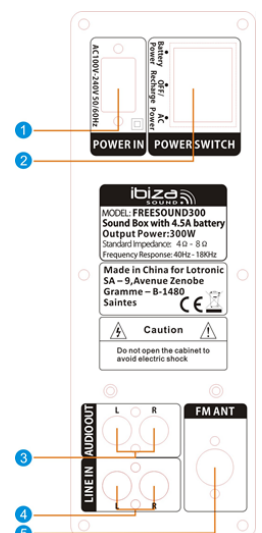 AC100V-240V 50/60Hz
Battery Power
OFF/ Recharge
AC Power
1
2
POWER IN
POWER SWITCH
ibiza
SOUND
MODEL: FREESOUND300
Sound Box with 4.5A battery
Output Power:300W
Standard Impedance: 4Ω - 8Ω
Frequency Response: 40Hz - 18KHz
Made in China for Lotronic
SA – 9,Avenue Zenobe
Gramme – B-1480
Saintes
CE
Caution
Do not open the cabinet to
avoid electric shock
AUDIO OUT
L R
FM ANT
3
LINE IN
L R
4
5